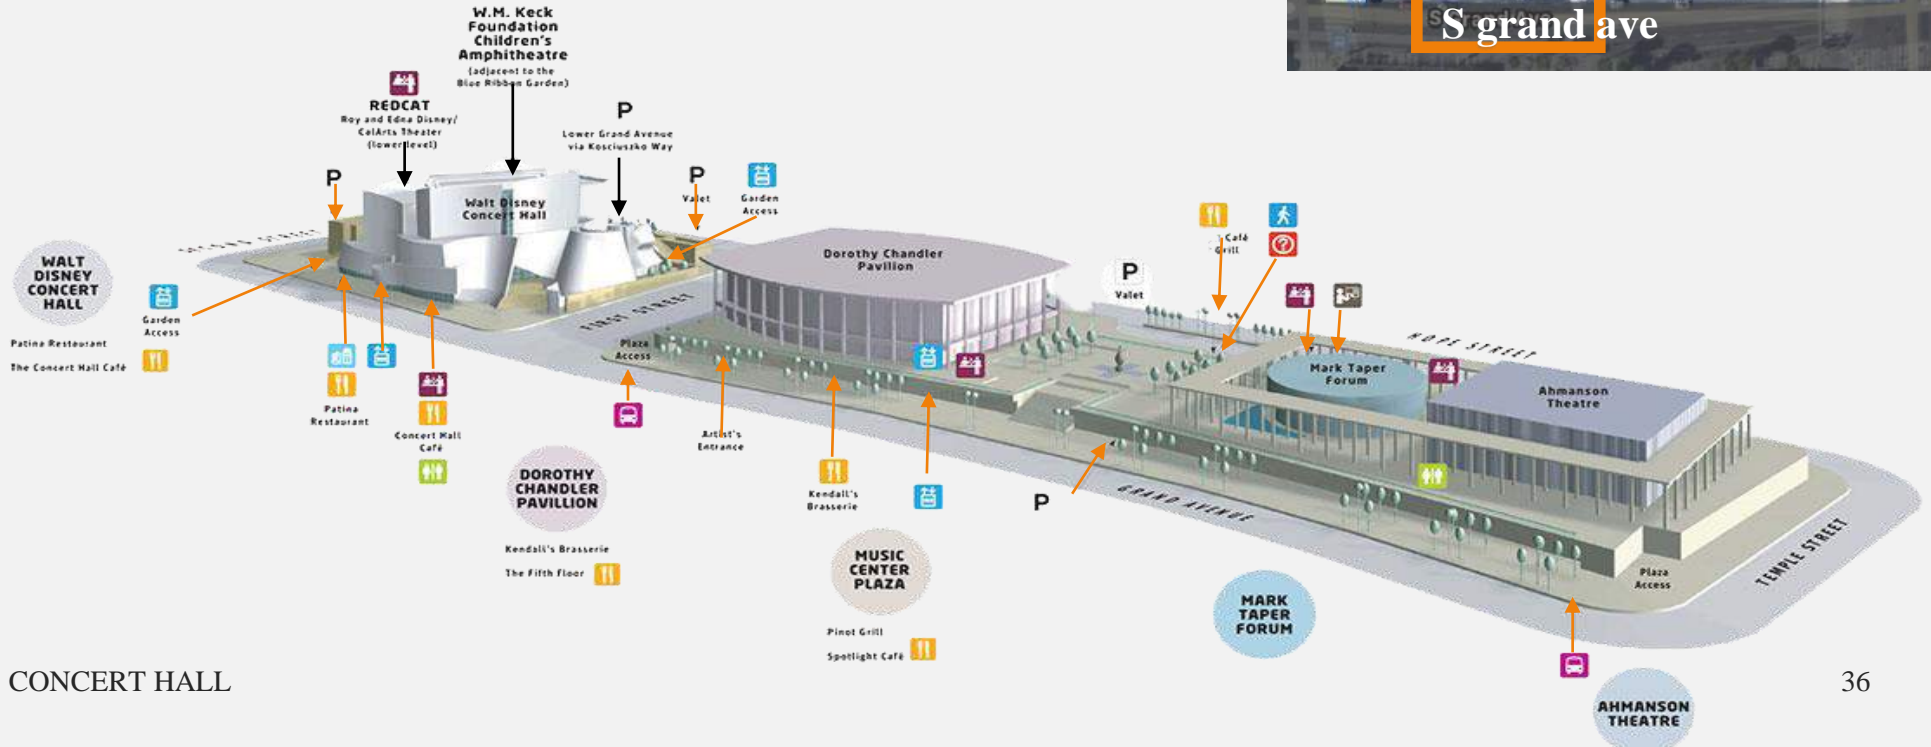 S grand ave
W.M. Keck
Foundation
Children's
Amphitheatre
(adjacent to the
Blue Ribbon Garden)
REDCAT
Roy and Edna Disney/
CalArts Theater
(lower level)
P
Lower Grand Avenue
via Kosciuszko Way
P
P
Valet
Garden
Access
Walt Disney
Concert Hall
SECOND STREET
WALT
DISNEY
CONCERT
HALL
Garden
Access
Patina Restaurant
The Concert Hall Café
Patina
Restaurant
Concert Hall
Café
FIRST STREET
Dorothy Chandler
Pavilion
Plaza
Access
Artist's
Entrance
Kendall's
Brasserie
DOROTHY
CHANDLER
PAVILLION
Kendall's Brasserie
The Fifth Floor
MUSIC
CENTER
PLAZA
Pinot Grill
Spotlight Café
P
Valet
Café
Grill
?
HOPE STREET
Mark Taper
Forum
Ahmanson
Theatre
P
GRAND AVENUE
TEMPLE STREET
Plaza
Access
MARK
TAPER
FORUM
AHMANSON
THEATRE
CONCERT HALL
36